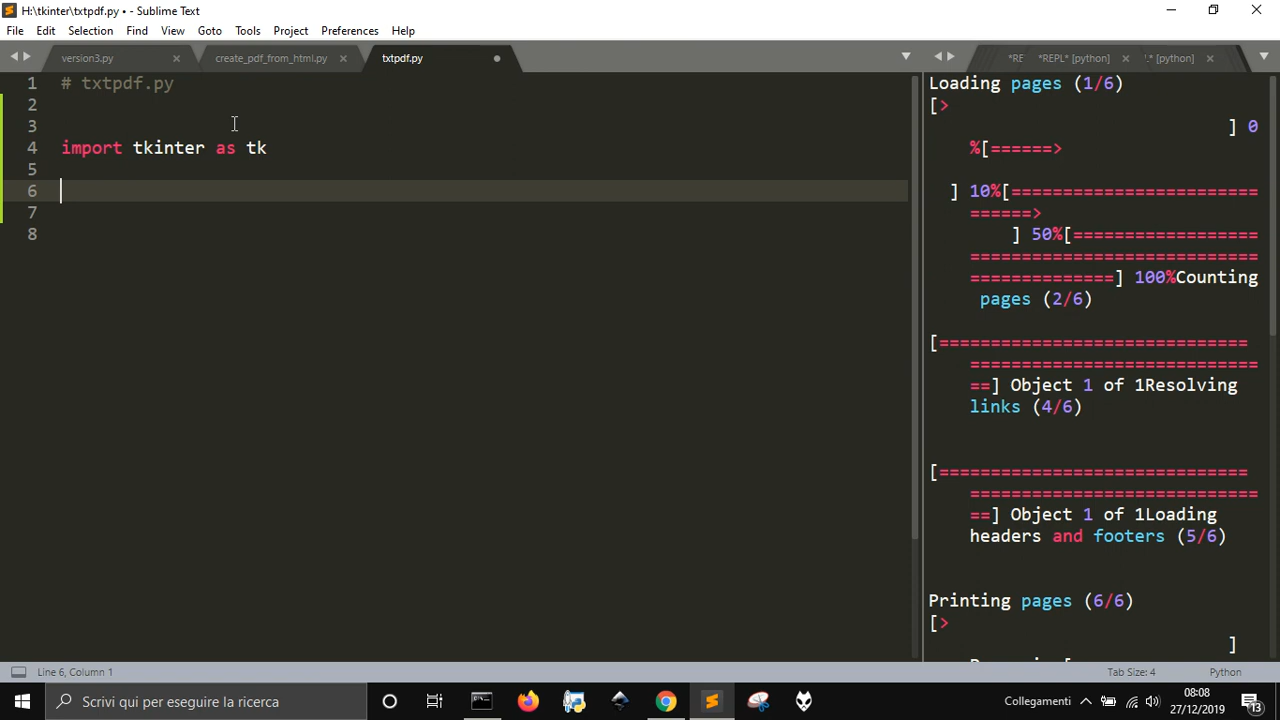 H:\tkinter\txtpdf.py • - Sublime Text
File Edit Selection Find View Goto Tools Project Preferences Help
version3.py
create_pdf_from_html.py
txtpdf.py
*RE
*REPL* [python]
[python]
1 # txtpdf.py
2
3
4 import tkinter as tk
5
6
7
8
Loading pages (1/6)
[>
] 0
%[======>
] 10%[============================
======>
] 50%[==================
============================
==============] 100%Counting
pages (2/6)
[==============================
============================
==] Object 1 of 1Resolving
links (4/6)
[==============================
============================
==] Object 1 of 1Loading
headers and footers (5/6)
Printing pages (6/6)
[>
]
Line 6, Column 1
Tab Size: 4
Python
Scrivi qui per eseguire la ricerca
Collegamenti
08:08
27/12/2019
13